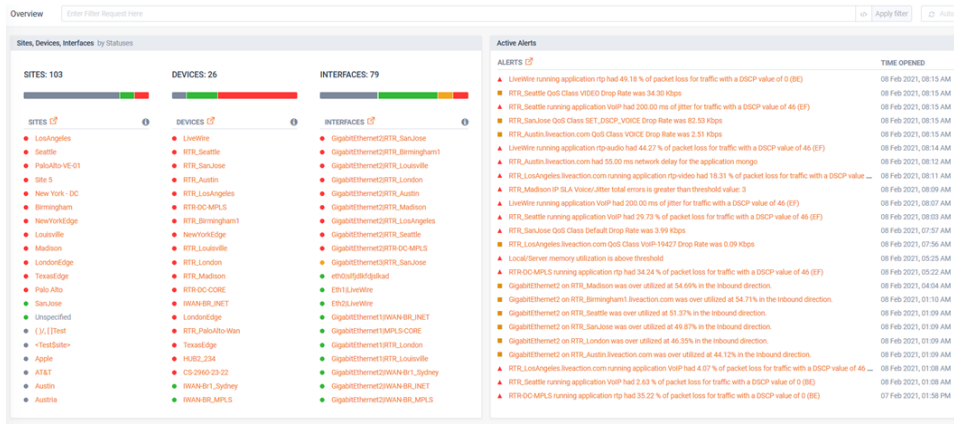 Overview
Enter Filter Request Here
</>
Apply filter
Auto
Sites, Devices, Interfaces by Statuses
SITES: 103
DEVICES: 26
INTERFACES: 79
SITES
LosAngeles
Seattle
PaloAlto-VE-01
Site 5
New York - DC
Birmingham
NewYorkEdge
Louisville
Madison
LondonEdge
TexasEdge
Palo Alto
SanJose
Unspecified
<Test$site>
Apple
AT&T
Austin
Austria
DEVICES
LiveWire
RTR_Seattle
RTR_SanJose
RTR_Austin
RTR_LosAngeles
RTR-DC-MPLS
RTR_Birmingham1
NewYorkEdge
RTR_Louisville
RTR_London
RTR_Madison
RTR-DC-CORE
IWAN-BR_INET
LondonEdge
RTR_PaloAlto-Wan
TexasEdge
HUB2_234
CS-2960-23-22
IWAN-Br1_Sydney
IWAN-BR_MPLS
INTERFACES
GigabitEthernet2|RTR_SanJose
GigabitEthernet2|RTR_Birmingham1
GigabitEthernet2|RTR_Louisville
GigabitEthernet2|RTR_London
GigabitEthernet2|RTR_Austin
GigabitEthernet2|RTR_Madison
GigabitEthernet2|RTR_LosAngeles
GigabitEthernet2|RTR_Seattle
GigabitEthernet2|RTR-DC-MPLS
GigabitEthernet3|RTR_SanJose
Eth1|LiveWire
Eth2|LiveWire
GigabitEthernet1|IWAN-BR_INET
GigabitEthernet1|MPLS-CORE
GigabitEthernet1|RTR_London
GigabitEthernet1|RTR_Louisville
GigabitEthernet2|IWAN-Br1_Sydney
GigabitEthernet2|IWAN-BR_INET
GigabitEthernet2|IWAN-BR_MPLS
Active Alerts
ALERTS TIME OPENED
LiveWire running application rtp had 49.18 % of packet loss for traffic with a DSCP value of 0 (BE) 08 Feb 2021, 08:15 AM
RTR_Seattle QoS Class VIDEO Drop Rate was 34.30 Kbps 08 Feb 2021, 08:15 AM
RTR_Seattle running application VoIP had 200.00 ms of jitter for traffic with a DSCP value of 46 (EF) 08 Feb 2021, 08:15 AM
RTR_SanJose QoS Class SET_DSCP_VOICE Drop Rate was 82.53 Kbps 08 Feb 2021, 08:15 AM
RTR_Austin.liveaction.com QoS Class VOICE Drop Rate was 2.51 Kbps 08 Feb 2021, 08:15 AM
LiveWire running application rtp-audio had 44.27 % of packet loss for traffic with a DSCP value of 46 (EF) 08 Feb 2021, 08:14 AM
RTR_Austin.liveaction.com had 55.00 ms network delay for the application mongo 08 Feb 2021, 08:12 AM
RTR_LosAngeles.liveaction.com running application rtp-video had 18.31 % of packet loss for traffic with a DSCP value ... 08 Feb 2021, 08:11 AM
RTR_Madison IP SLA Voice/Jitter total errors is greater than threshold value: 3 08 Feb 2021, 08:09 AM
LiveWire running application VoIP had 200.00 ms of jitter for traffic with a DSCP value of 46 (EF) 08 Feb 2021, 08:07 AM
RTR_Seattle running application VoIP had 29.73 % of packet loss for traffic with a DSCP value of 46 (EF) 08 Feb 2021, 08:03 AM
RTR_SanJose QoS Class Default Drop Rate was 3.99 Kbps 08 Feb 2021, 07:57 AM
RTR_LosAngeles.liveaction.com QoS Class VoIP-19427 Drop Rate was 0.09 Kbps 08 Feb 2021, 07:56 AM
Local/Server memory utilization is above threshold 08 Feb 2021, 05:25 AM
RTR-DC-MPLS running application rtp had 34.24 % of packet loss for traffic with a DSCP value of 46 (EF) 08 Feb 2021, 05:22 AM
GigabitEthernet2 on RTR_Madison was over utilized at 54.69% in the Inbound direction. 08 Feb 2021, 04:04 AM
GigabitEthernet2 on RTR_Birmingham1.liveaction.com was over utilized at 54.71% in the Inbound direction. 08 Feb 2021, 01:10 AM
GigabitEthernet2 on RTR_Seattle was over utilized at 51.37% in the Inbound direction. 08 Feb 2021, 01:09 AM
GigabitEthernet2 on RTR_SanJose was over utilized at 49.87% in the Inbound direction. 08 Feb 2021, 01:09 AM
GigabitEthernet2 on RTR_London was over utilized at 46.35% in the Inbound direction. 08 Feb 2021, 01:09 AM
GigabitEthernet2 on RTR_Austin.liveaction.com was over utilized at 44.12% in the Inbound direction. 08 Feb 2021, 01:09 AM
RTR_LosAngeles.liveaction.com running application VoIP had 4.07 % of packet loss for traffic with a DSCP value of 46 ... 08 Feb 2021, 01:08 AM
RTR_Seattle running application VoIP had 2.63 % of packet loss for traffic with a DSCP value of 0 (BE) 08 Feb 2021, 01:08 AM
RTR-DC-MPLS running application rtp had 35.22 % of packet loss for traffic with a DSCP value of 0 (BE) 07 Feb 2021, 01:58 PM